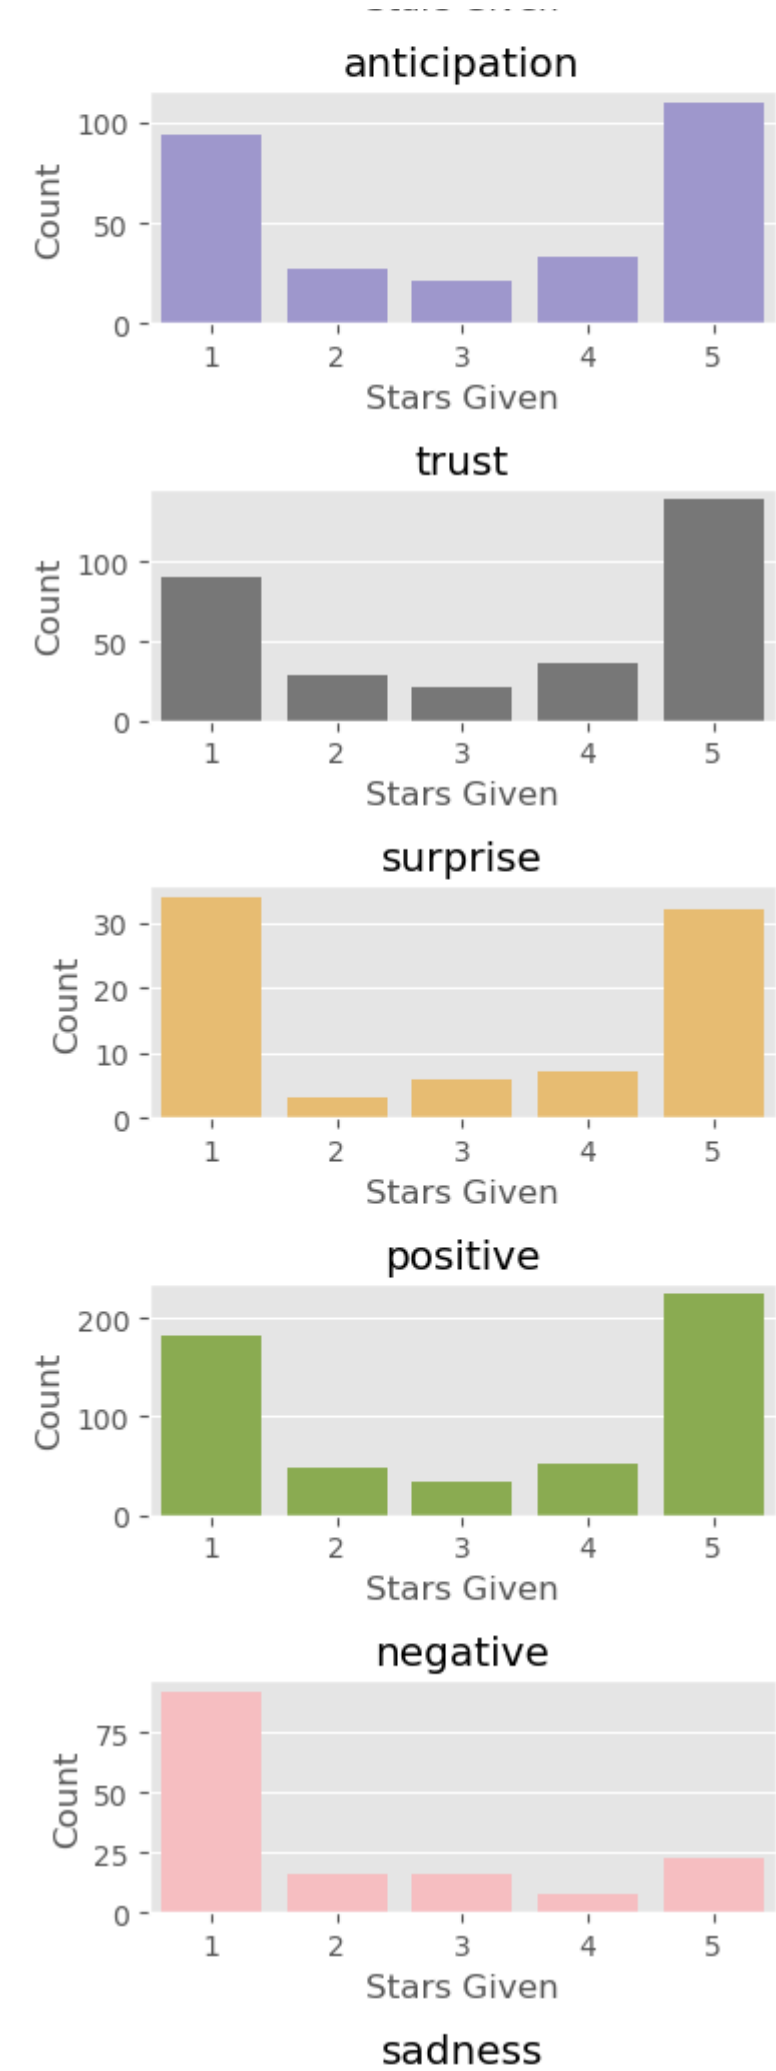 anticipation
100
50
0
Count
1 2 3 4 5
Stars Given
trust
100
50
0
Count
1 2 3 4 5
Stars Given
surprise
30
20
10
0
Count
1 2 3 4 5
Stars Given
positive
200
100
0
Count
1 2 3 4 5
Stars Given
negative
75
50
25
0
Count
1 2 3 4 5
Stars Given
sadness